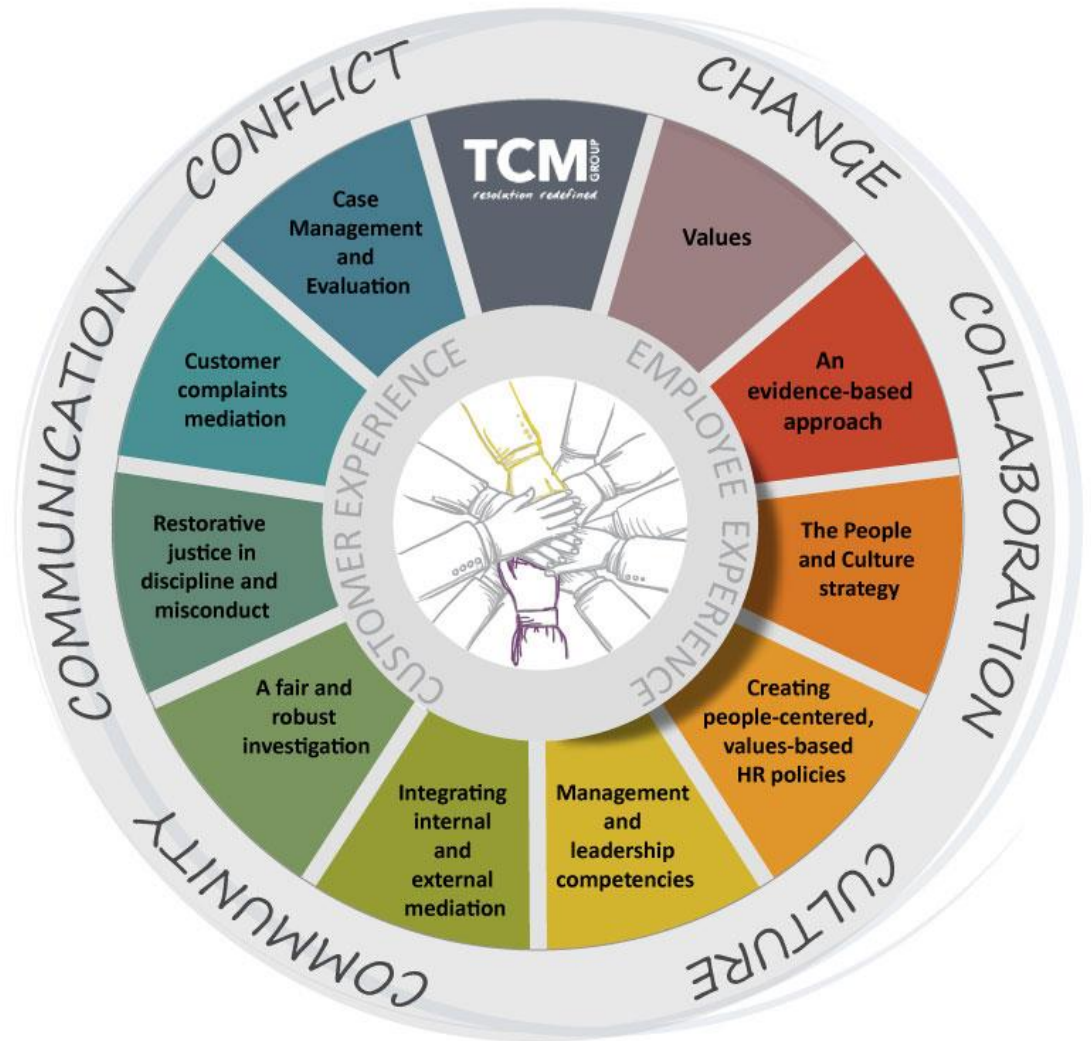 CONFLICT
CHANGE
COLLABORATION
CULTURE
COMMUNITY
COMMUNICATION
TCM GROUP
resolution redefined
Values
An
evidence-based
approach
The People
and Culture
strategy
Creating
people-centered,
values-based
HR policies
Management
and
leadership
competencies
Integrating
internal
and
external
mediation
A fair and
robust
investigation
Restorative
justice in
discipline and
misconduct
Customer
complaints
mediation
Case
Management
and
Evaluation
CUSTOMER EXPERIENCE
EMPLOYEE EXPERIENCE